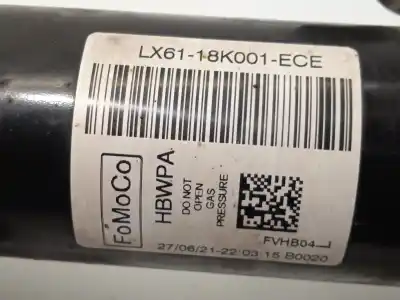 LX61-18K001-ECE
FoMoCo
HBWPA
DO NOT
OPEN
GAS
PRESSURE
FVHB04
27/06/21-22:03:15 B0020